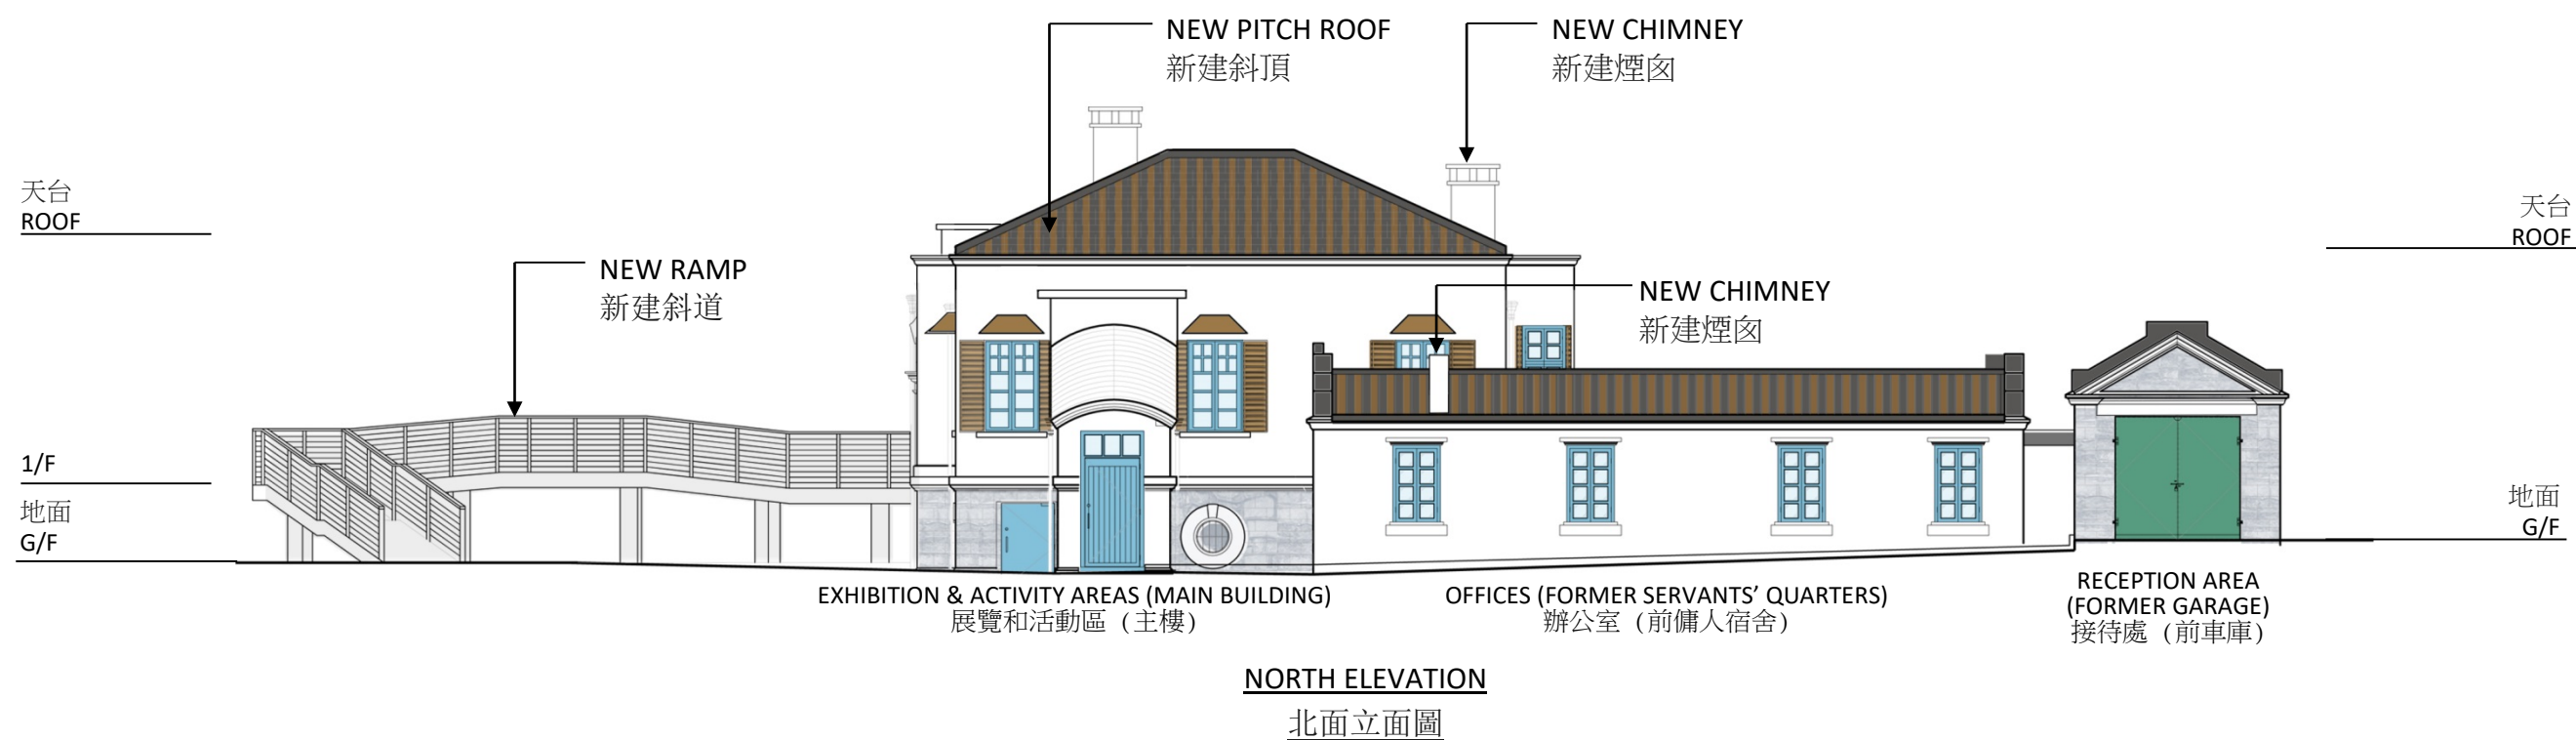 NEW PITCH ROOF
新建斜頂
NEW CHIMNEY
新建煙囱
天台
ROOF
天台
ROOF
NEW RAMP
新建斜道
NEW CHIMNEY
新建煙囱
1/F
地面
G/F
地面
G/F
EXHIBITION & ACTIVITY AREAS (MAIN BUILDING)
展覽和活動區 (主樓)
OFFICES (FORMER SERVANTS’ QUARTERS)
辦公室 (前傭人宿舍)
RECEPTION AREA
(FORMER GARAGE)
接待處 (前車庫)
NORTH ELEVATION
北面立面圖